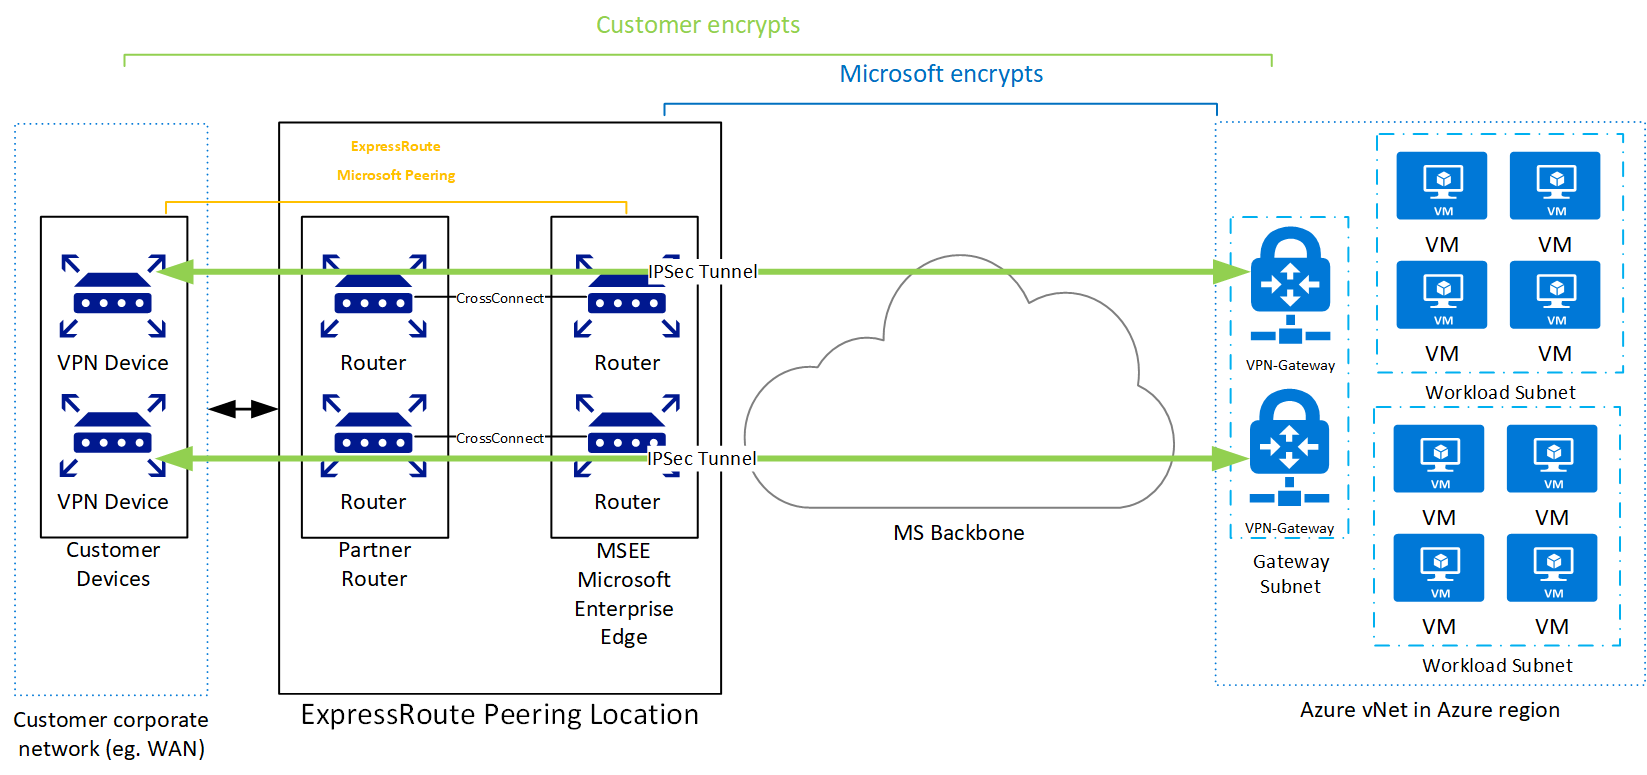 Customer encrypts
Microsoft encrypts
ExpressRoute
Microsoft Peering
IPSec Tunnel
CrossConnect
VPN Device
Router
Router
CrossConnect
IPSec Tunnel
VPN Device
Router
Router
Customer
Devices
Partner
Router
MSEE
Microsoft
Enterprise
Edge
Customer corporate
network (eg. WAN)
ExpressRoute Peering Location
MS Backbone
VPN-Gateway
VPN-Gateway
Gateway
Subnet
VM
VM
VM
VM
VM
VM
VM
VM
Workload Subnet
VM
VM
VM
VM
VM
VM
VM
VM
Workload Subnet
Azure vNet in Azure region